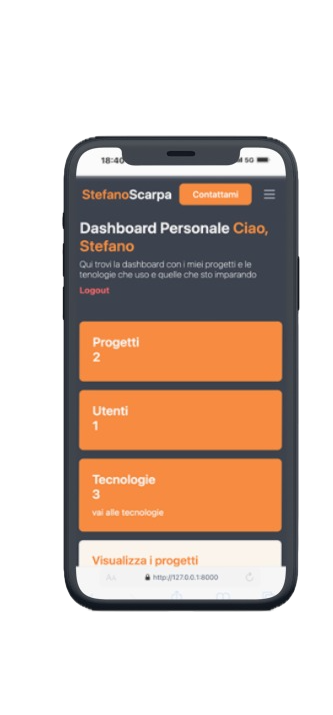 18:40
5G
StefanoScarpa
Contattami
Dashboard Personale Ciao,
Stefano
Qui trovi la dashboard con i miei progetti e le
tenologie che uso e quelle che sto imparando
Logout
Progetti
2
Utenti
1
Tecnologie
3
vai alle tecnologie
Visualizza i progetti
AA
http://127.0.0.1:8000